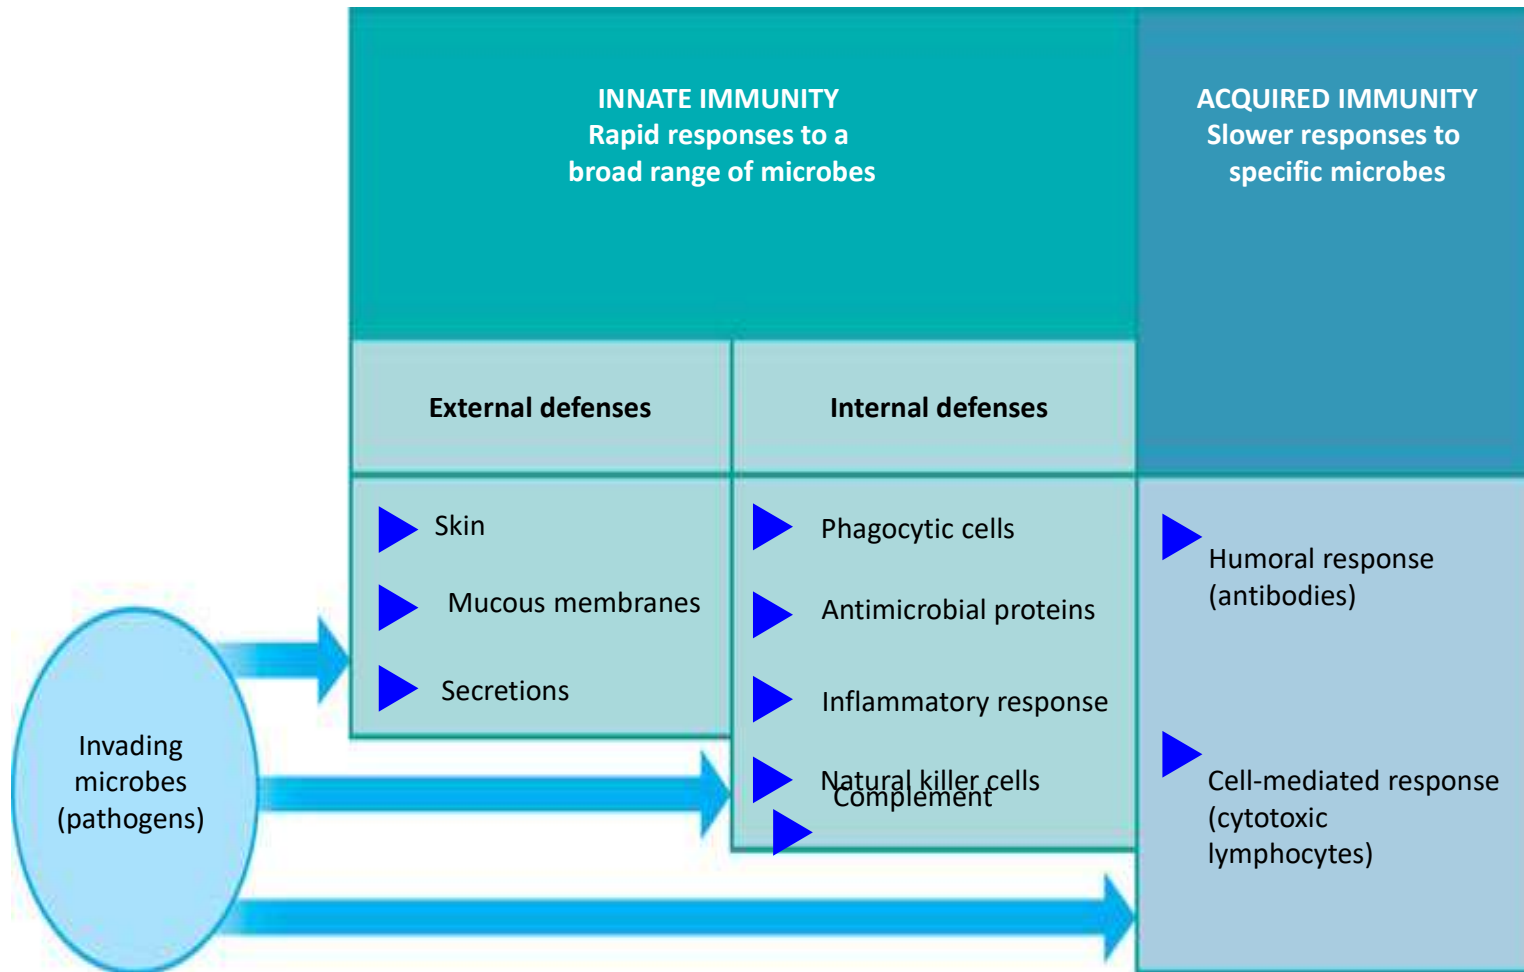 INNATE IMMUNITY
Rapid responses to a
broad range of microbes
ACQUIRED IMMUNITY
Slower responses to
specific microbes
External defenses
Internal defenses
Skin
Mucous membranes
Secretions
Phagocytic cells
Antimicrobial proteins
Inflammatory response
Natural killer cells
Complement
Humoral response
(antibodies)
Cell-mediated response
(cytotoxic
lymphocytes)
Invading
microbes
(pathogens)